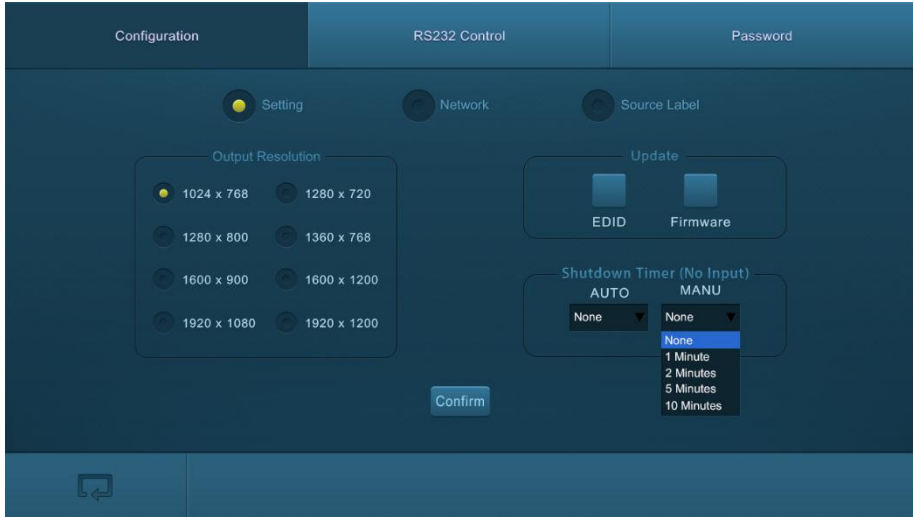 Configuration RS232 Control Password
Setting Network Source Label
Output Resolution
1024 x 768 1280 x 720
1280 x 800 1360 x 768
1600 x 900 1600 x 1200
1920 x 1080 1920 x 1200
Update
EDID Firmware
Shutdown Timer (No Input)
AUTO MANU
None None
None
1 Minute
2 Minutes
5 Minutes
10 Minutes
Confirm